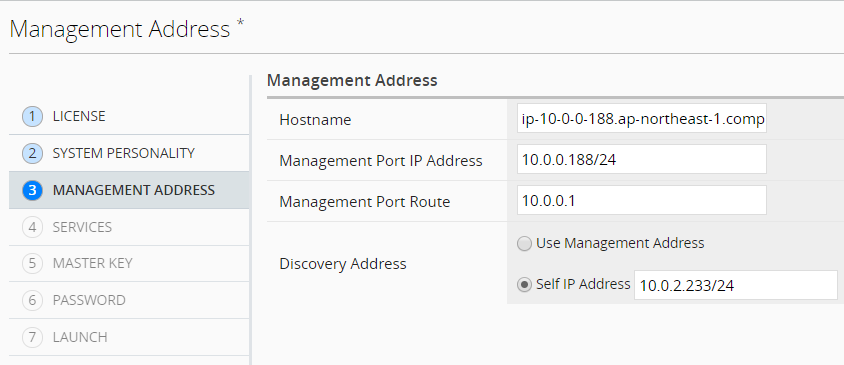 Management Address *
Management Address
1 LICENSE
Hostname ip-10-0-0-188.ap-northeast-1.comp
2 SYSTEM PERSONALITY
Management Port IP Address 10.0.0.188/24
3 MANAGEMENT ADDRESS
Management Port Route 10.0.0.1
4 SERVICES
Use Management Address
5 MASTER KEY
Discovery Address
6 PASSWORD
Self IP Address 10.0.2.233/24
7 LAUNCH